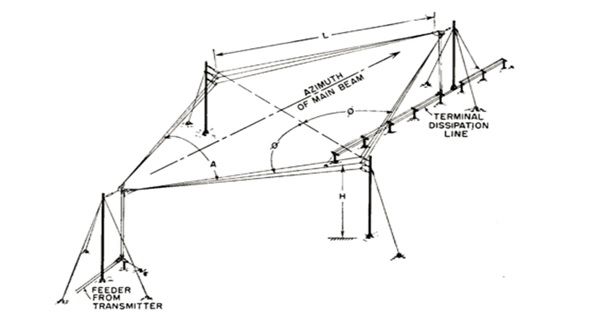 L
AZIMUTH
OF MAIN BEAM
Ø
TERMINAL
DISSIPATION
LINE
Ø
A
H
FEEDER
FROM
TRANSMITTER